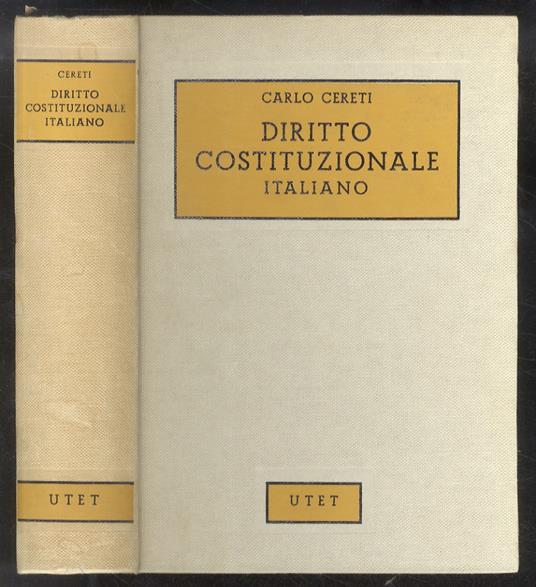 CERETI
DIRITTO
COSTITUZIONALE
ITALIANO
UTET
CARLO CERETI
DIRITTO
COSTITUZIONALE
ITALIANO
UTET